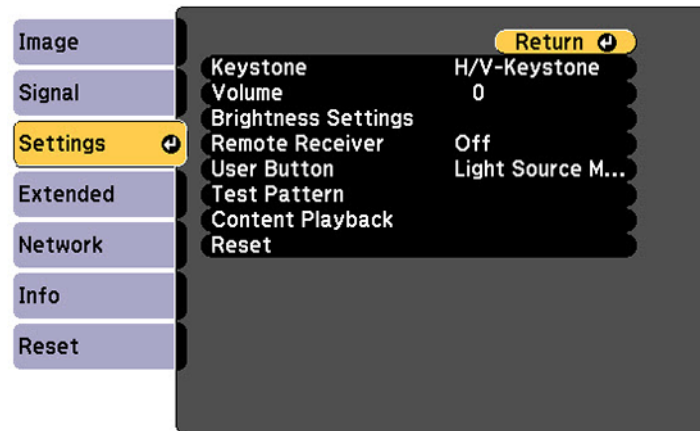 Image
Signal
Settings
Extended
Network
Info
Reset
Return
Keystone H/V-Keystone
Volume 0
Brightness Settings
Remote Receiver Off
User Button Light Source M...
Test Pattern
Content Playback
Reset